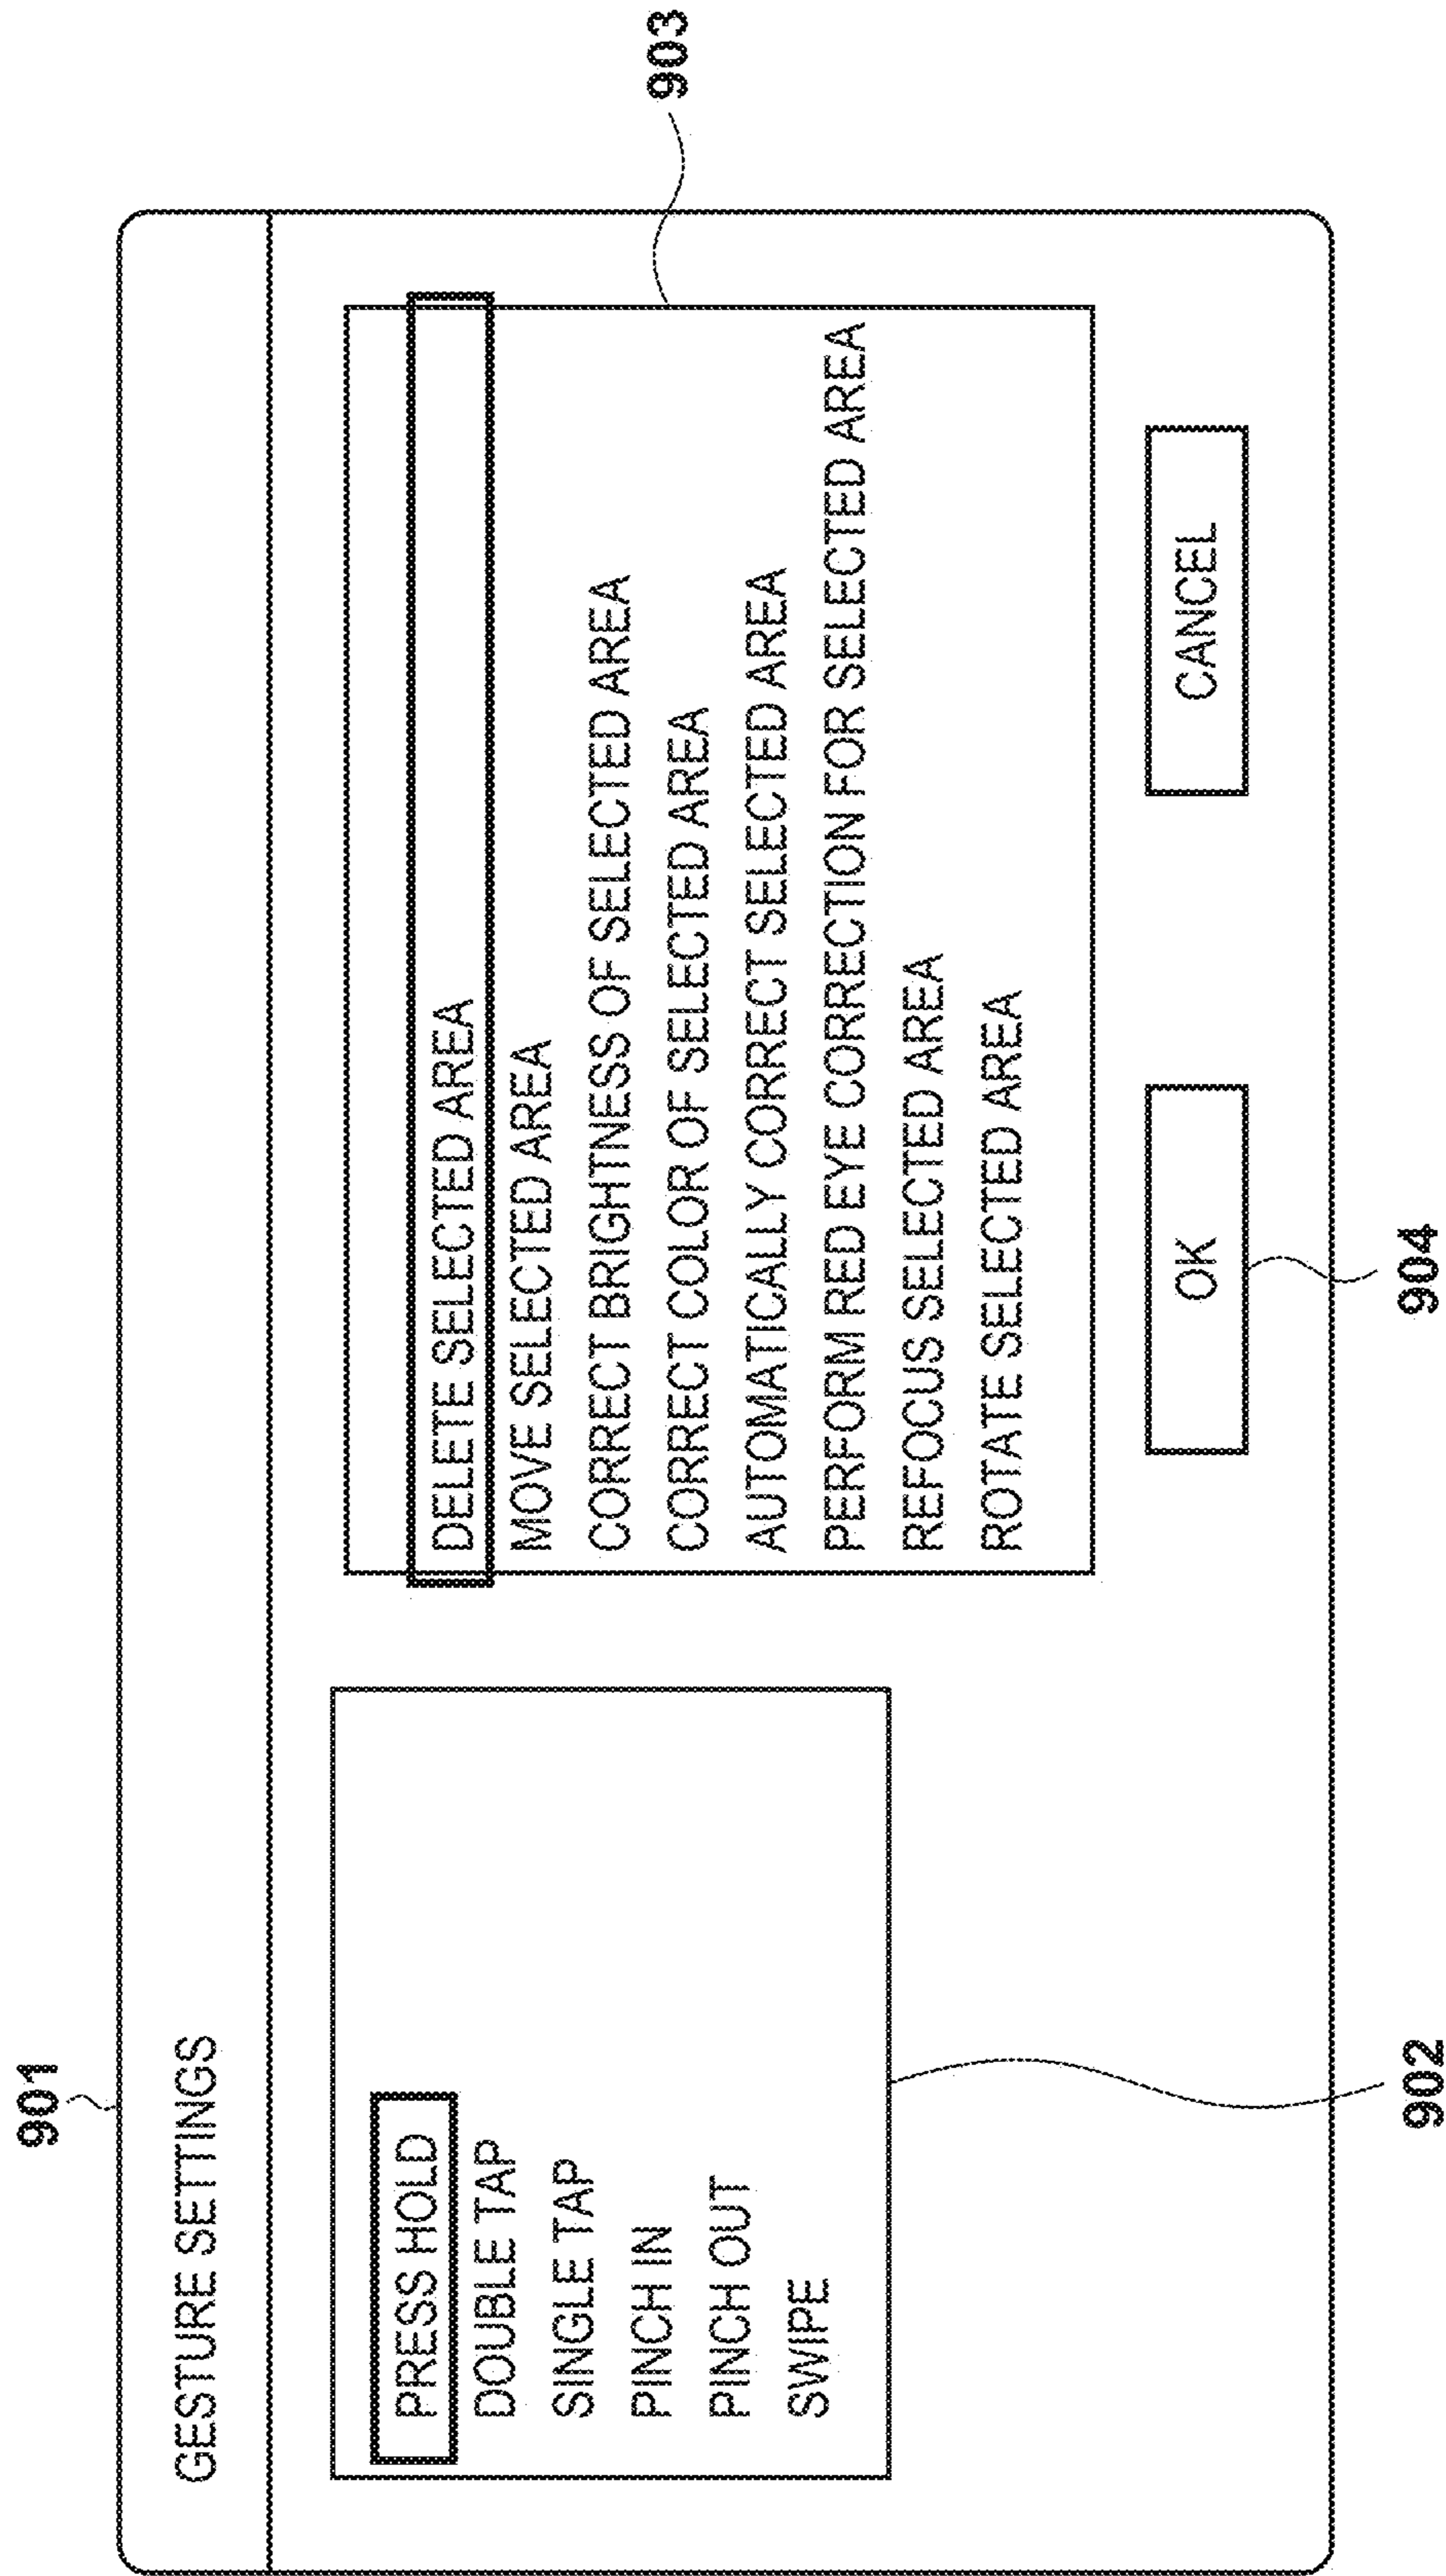 901
GESTURE SETTINGS
PRESS HOLD
DOUBLE TAP
SINGLE TAP
PINCH IN
PINCH OUT
SWIPE
902
DELETE SELECTED AREA
MOVE SELECTED AREA
CORRECT BRIGHTNESS OF SELECTED AREA
CORRECT COLOR OF SELECTED AREA
AUTOMATICALLY CORRECT SELECTED AREA
PERFORM RED EYE CORRECTION FOR SELECTED AREA
REFOCUS SELECTED AREA
ROTATE SELECTED AREA
903
OK
CANCEL
904